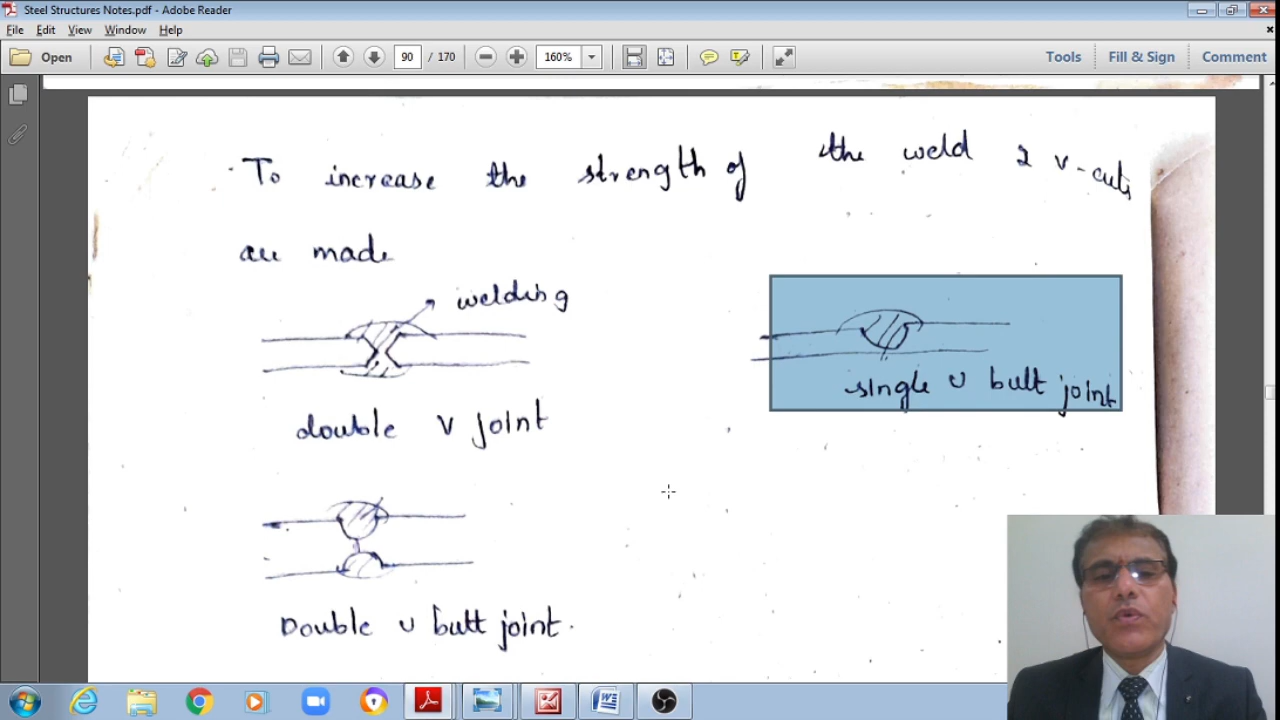 Steel Structures Notes.pdf - Adobe Reader
File Edit View Window Help
Open 90 / 170 160% Tools Fill & Sign Comment
To increase the strength of the weld 2 v-cuts
are made
welding
double v joint
single u butt joint
Double u butt joint.